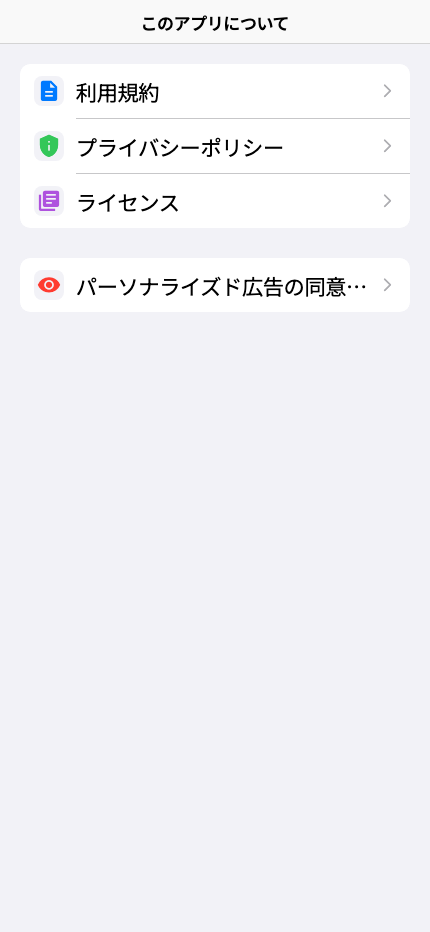 このアプリについて
利用規約
プライバシーポリシー
ライセンス
パーソナライズド広告の同意…